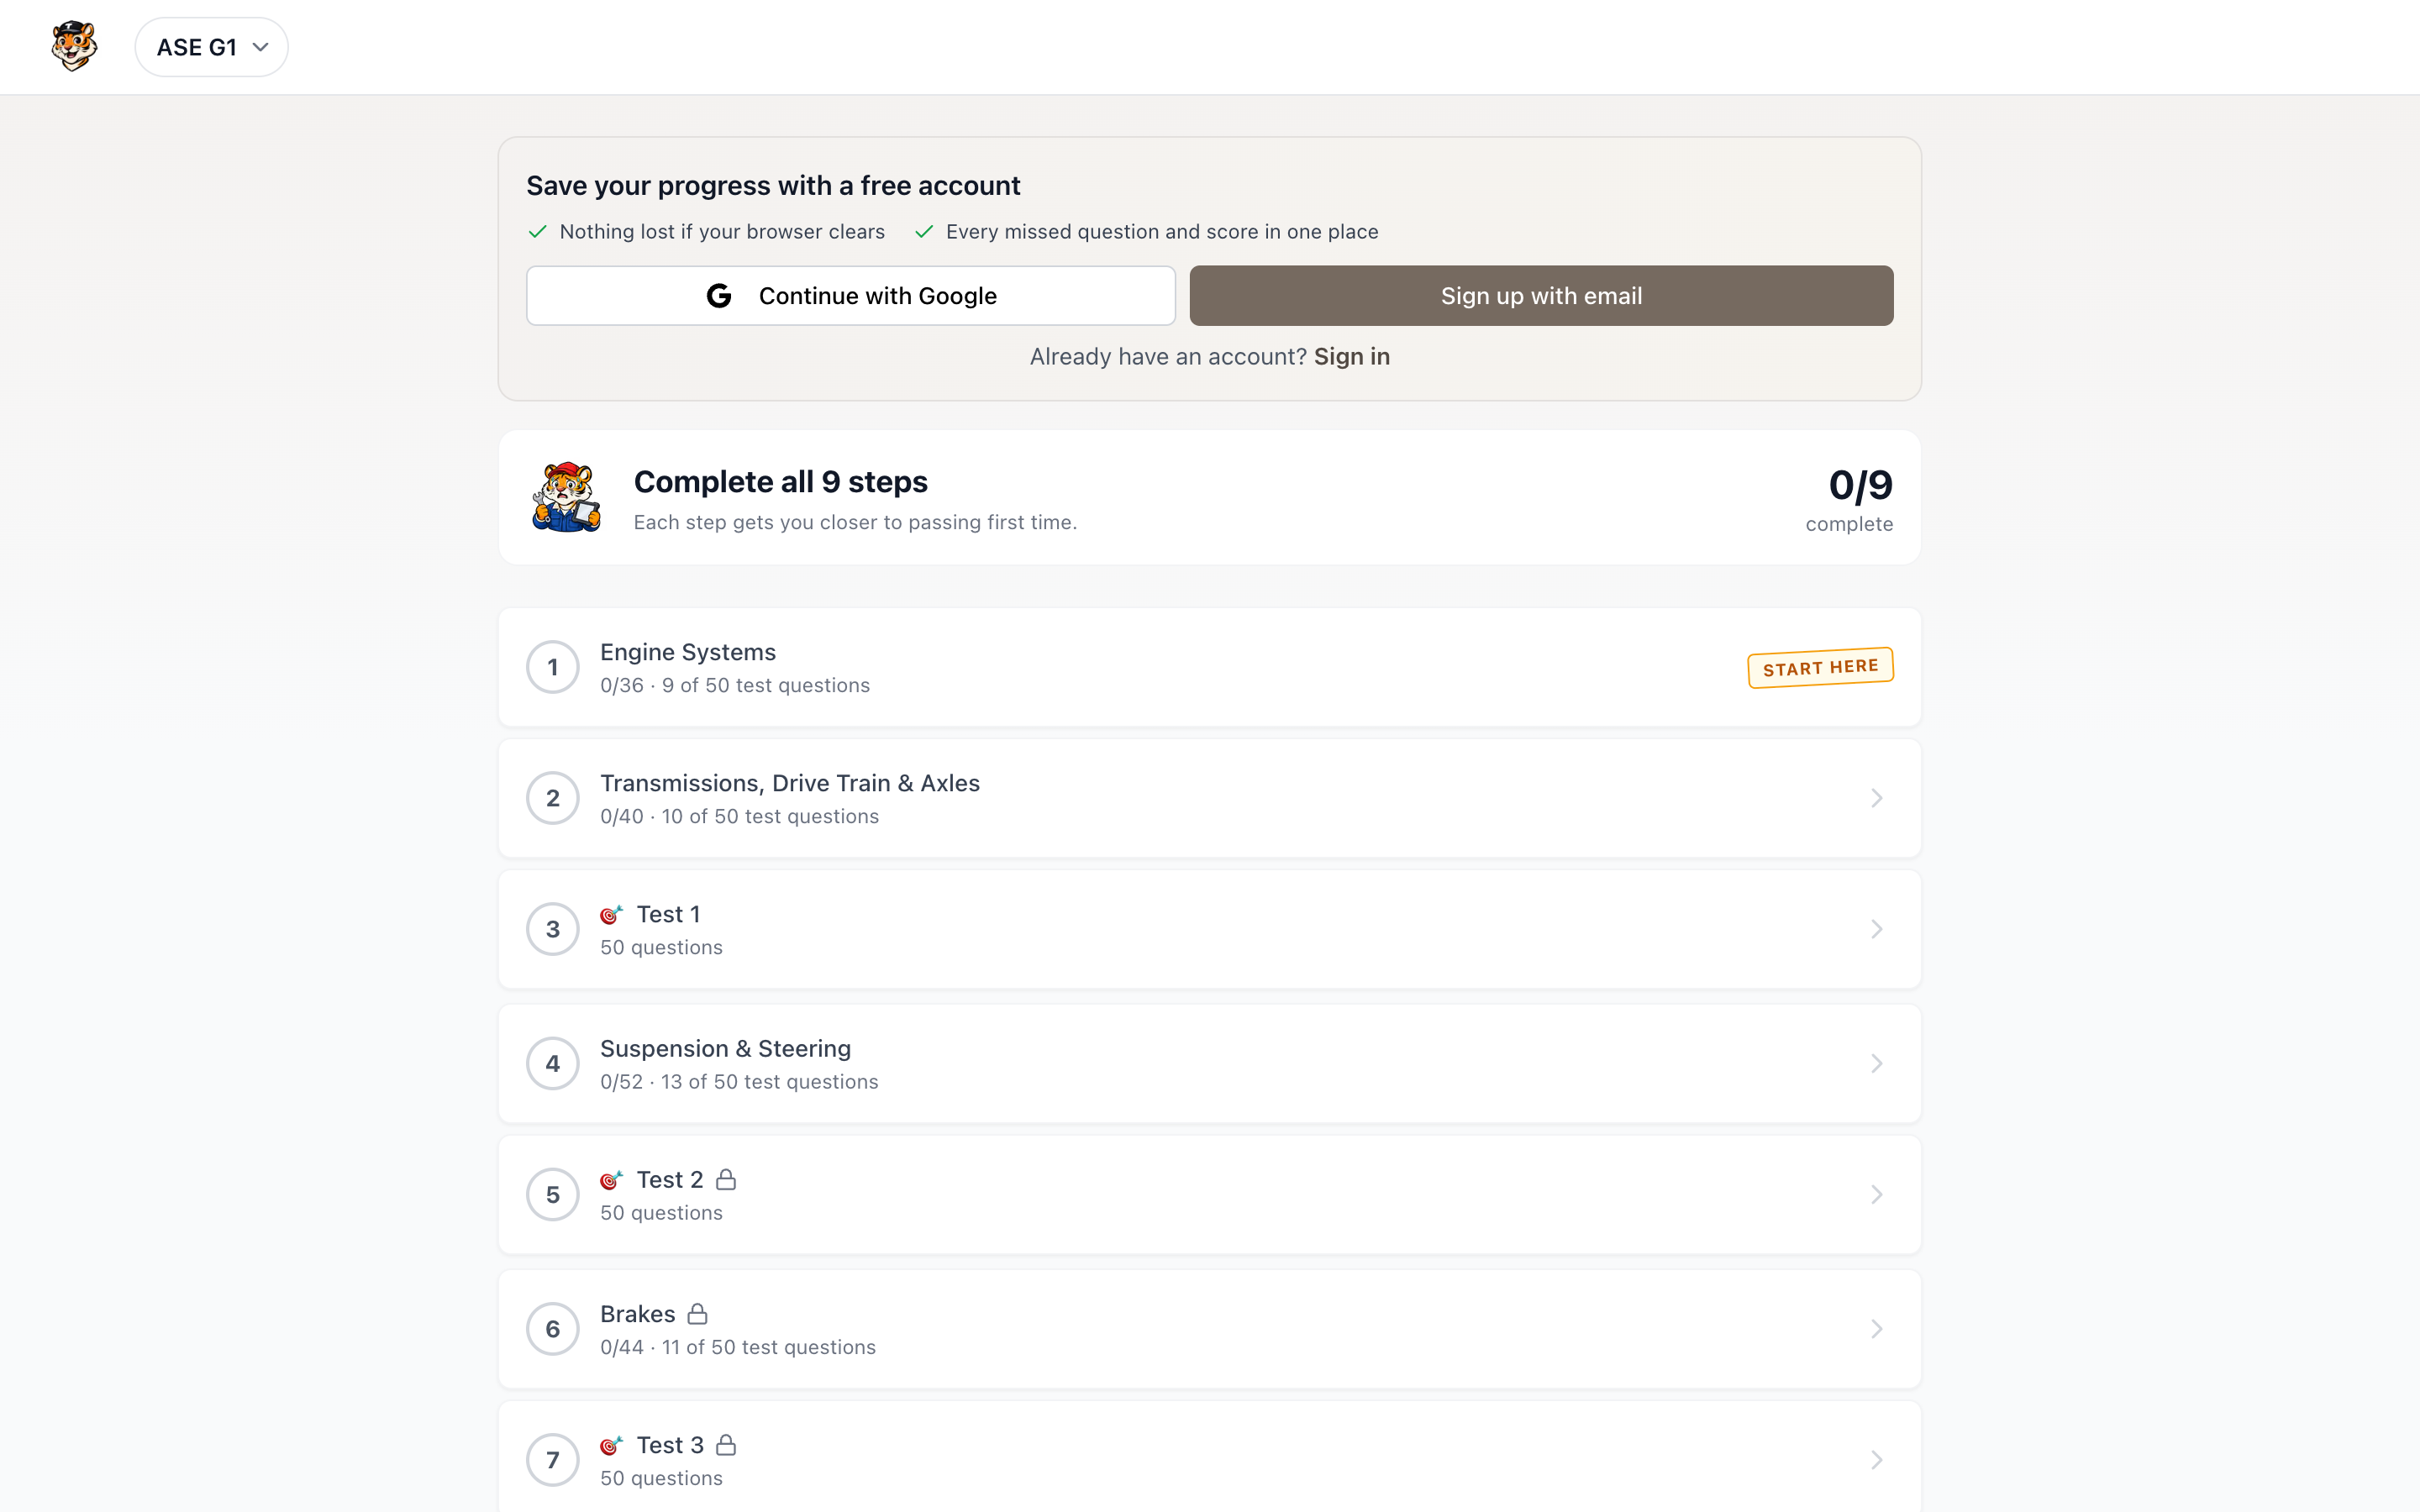 ASE G1
Save your progress with a free account
Nothing lost if your browser clears
Every missed question and score in one place
Continue with Google
Sign up with email
Already have an account? Sign in
Complete all 9 steps
Each step gets you closer to passing first time.
0/9
complete
1
Engine Systems
0/36 · 9 of 50 test questions
START HERE
2
Transmissions, Drive Train & Axles
0/40 · 10 of 50 test questions
3
Test 1
50 questions
4
Suspension & Steering
0/52 · 13 of 50 test questions
5
Test 2
50 questions
6
Brakes
0/44 · 11 of 50 test questions
7
Test 3
50 questions